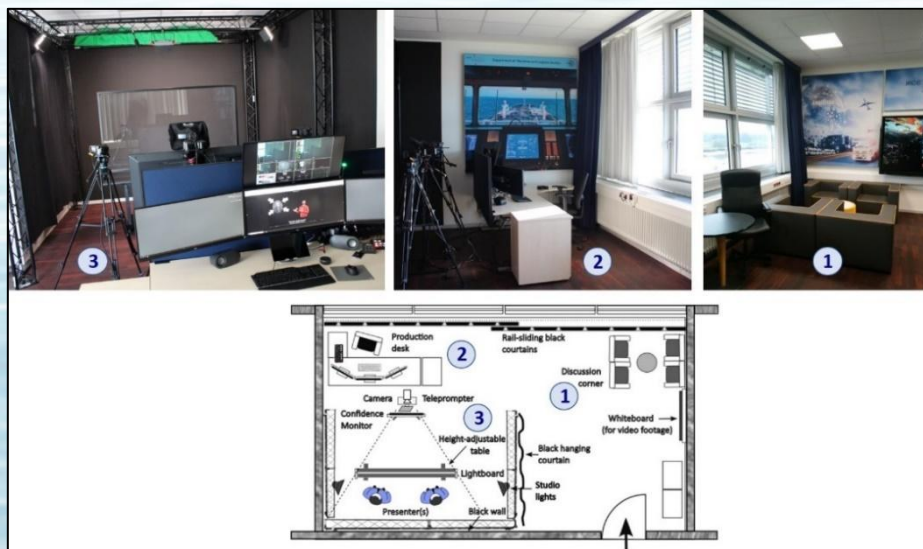 3
2
1
Production
desk
2
Rail-sliding black
courtains
Discussion
corner
1
Camera
Teleprompter
Confidence
Monitor
3
Whiteboard
(for video footage)
Height-adjustable
table
Black hanging
courtain
Lightboard
Studio
lights
Presenter(s)
Black wall